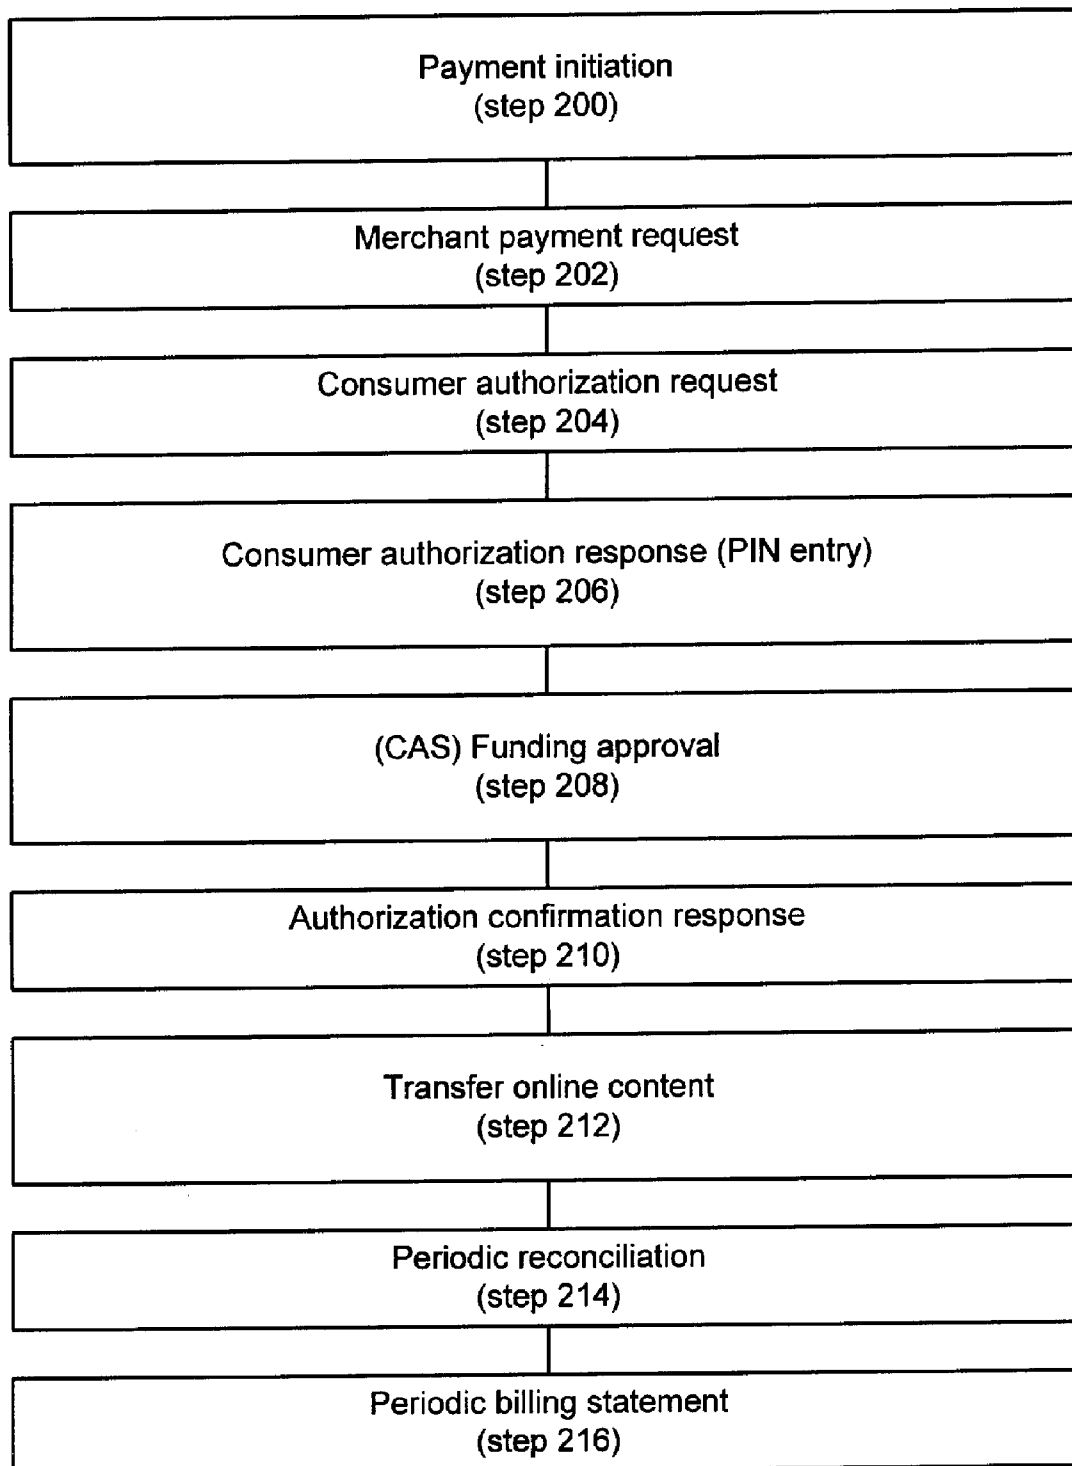 Payment initiation
(step 200)
Merchant payment request
(step 202)
Consumer authorization request
(step 204)
Consumer authorization response (PIN entry)
(step 206)
(CAS) Funding approval
(step 208)
Authorization confirmation response
(step 210)
Transfer online content
(step 212)
Periodic reconciliation
(step 214)
Periodic billing statement
(step 216)